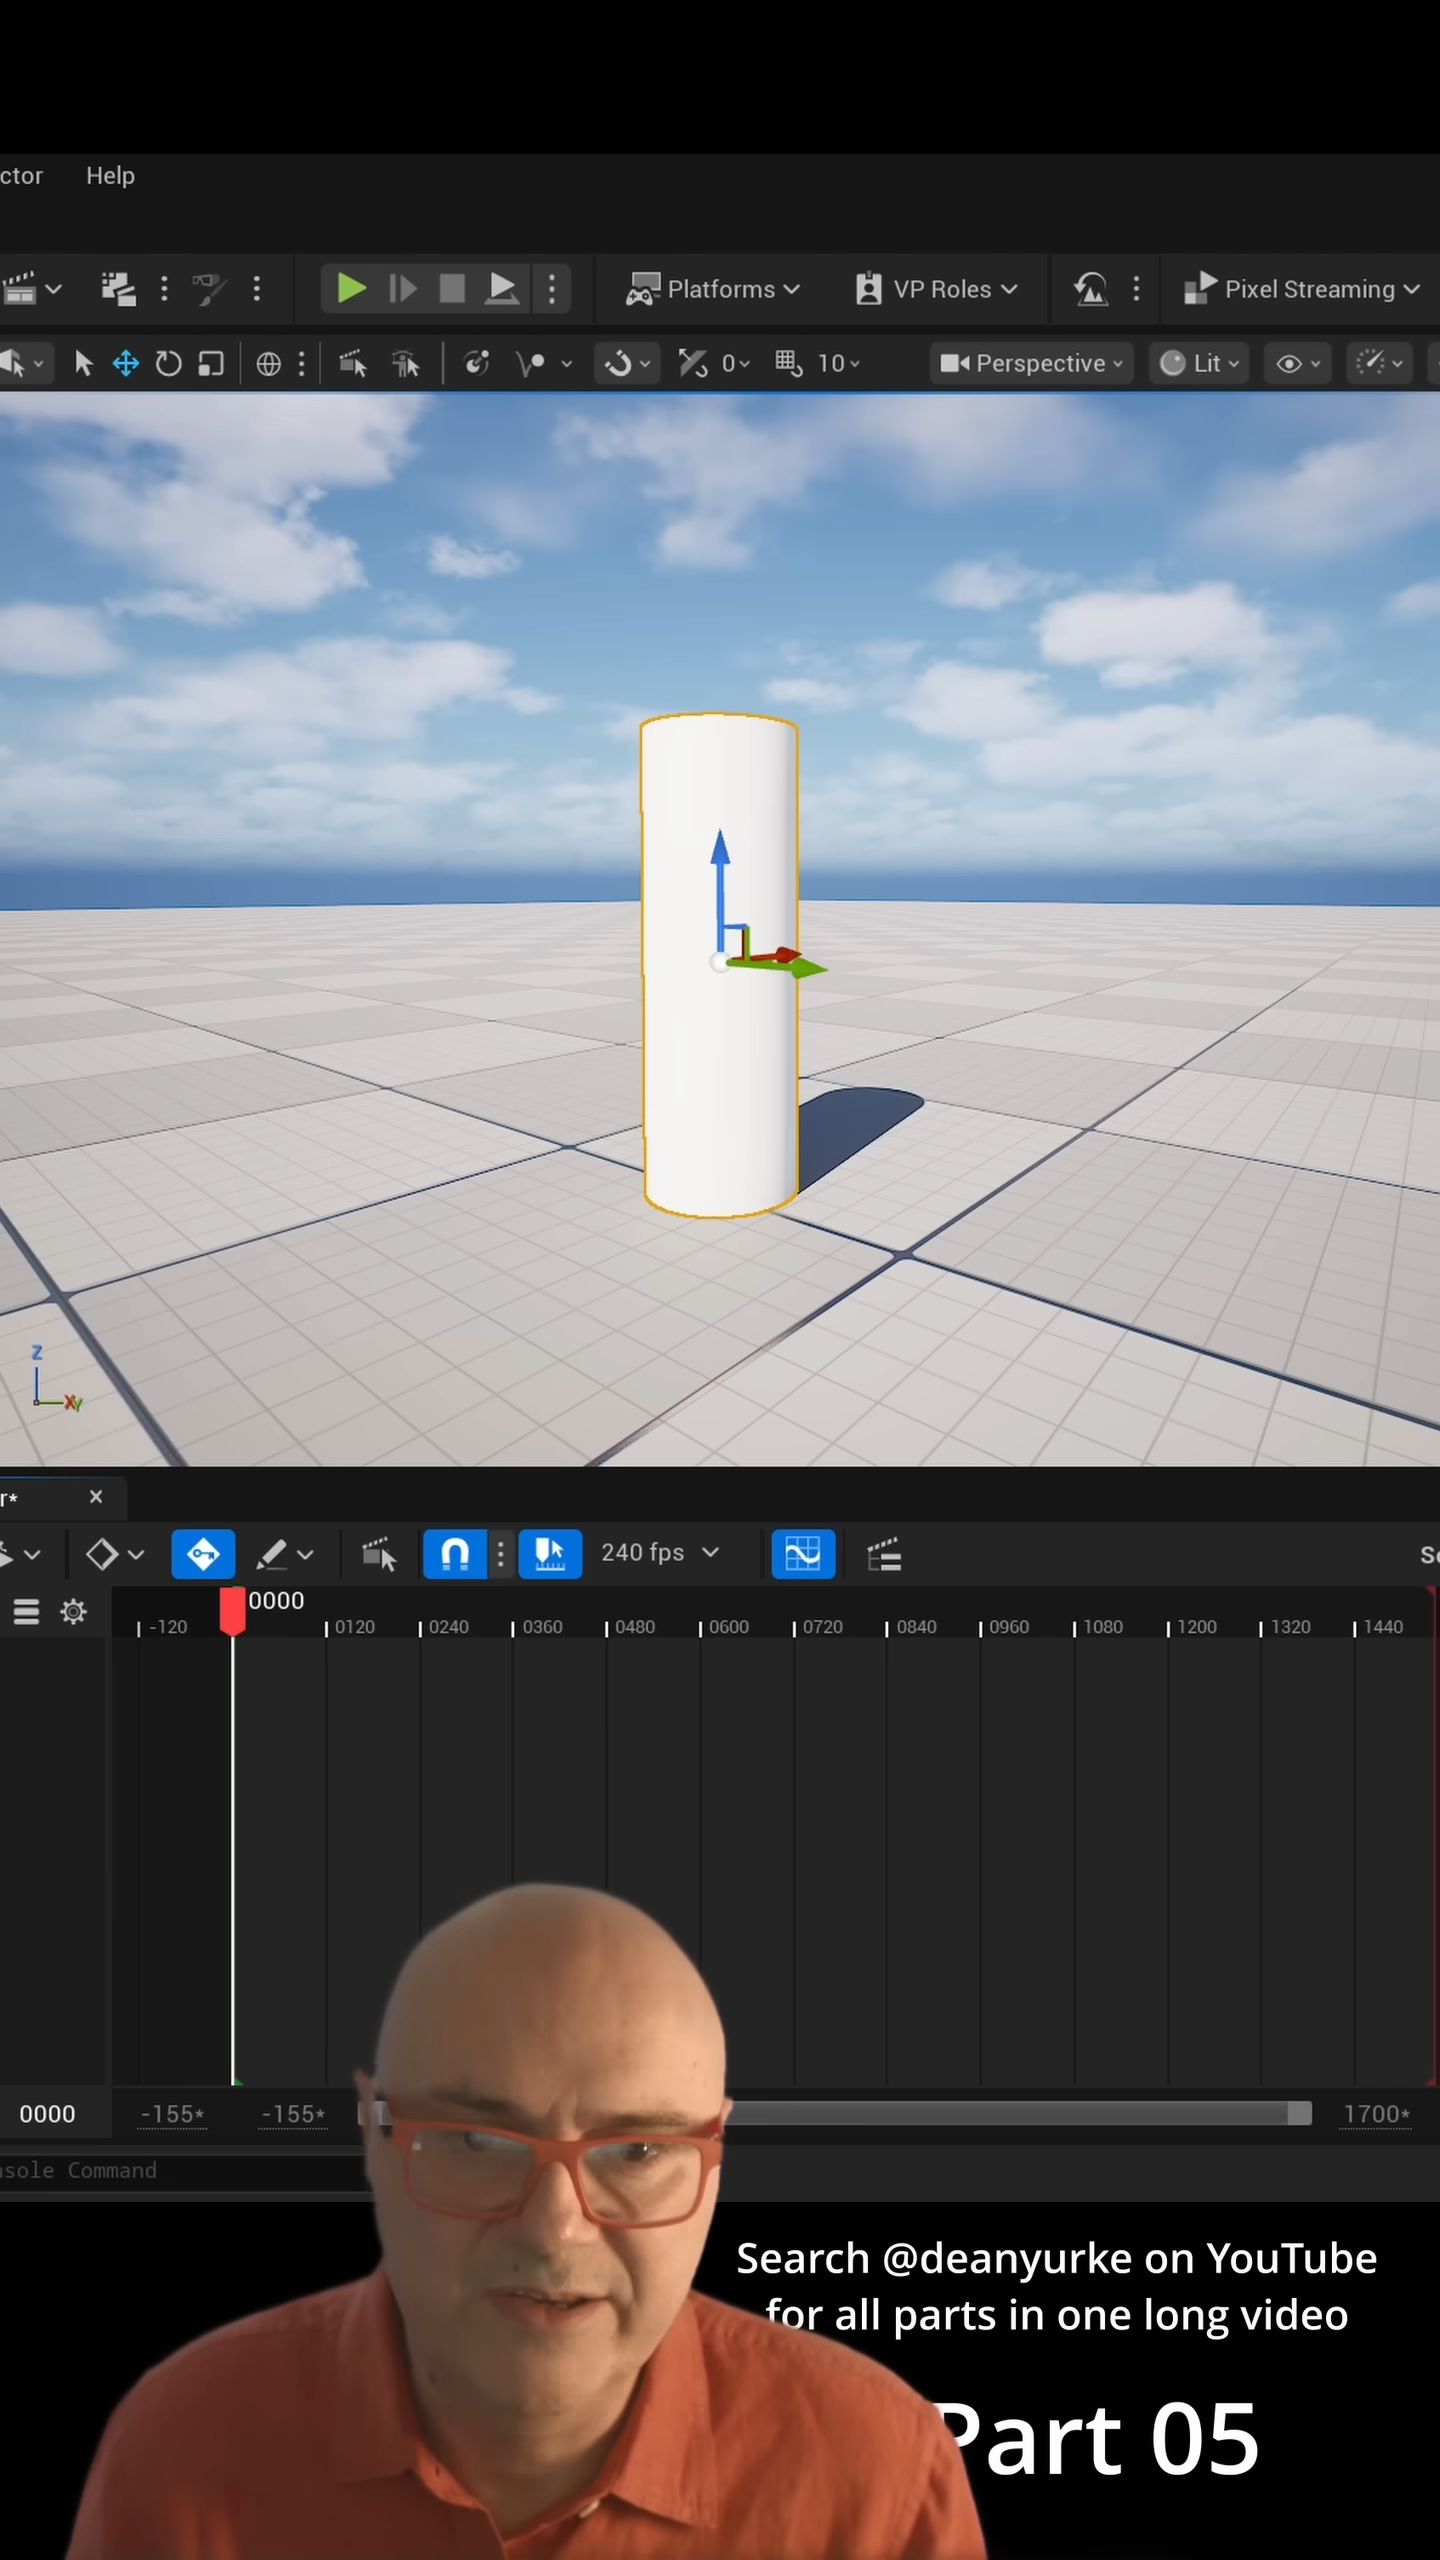 ctor Help
Platforms VP Roles Pixel Streaming
0 10 Perspective Lit
Z
XY
r* ×
240 fps
0000
-120 0120 0240 0360 0480 0600 0720 0840 0960 1080 1200 1320 1440
0000 -155* -155* 1700*
nsole Command
Search @deanyurke on YouTube
for all parts in one long video
Part 05